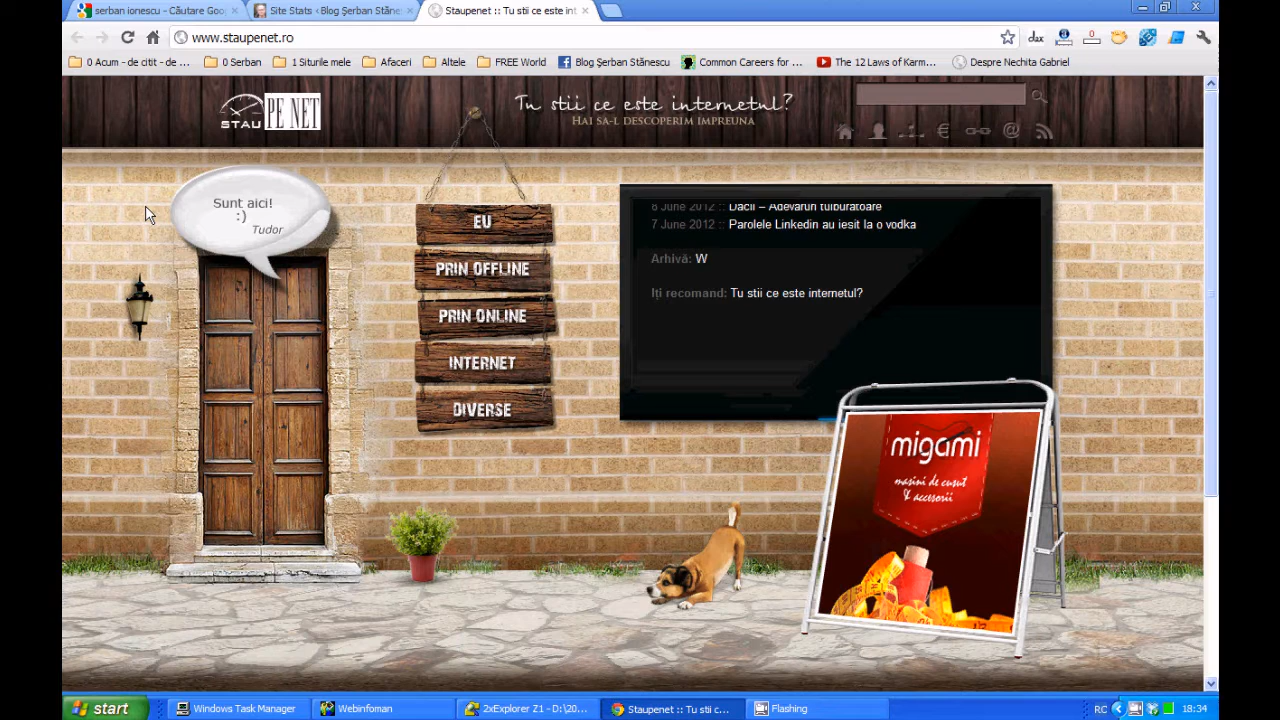 serban ionescu - Căutare Goo
Site Stats ‹ Blog Şerban Stăne
Staupenet :: Tu stii ce este int
www.staupenet.ro
0 Acum - de citit - de ...
0 Serban
1 Siturile mele
Afaceri
Altele
FREE World
Blog Şerban Stănescu
Common Careers for ...
The 12 Laws of Karm...
Despre Nechita Gabriel
STAU PE NET
Tu stii ce este internetul?
HAI SA-L DESCOPERIM IMPREUNA
Sunt aici!
:)
Tudor
EU
PRIN OFFLINE
PRIN ONLINE
INTERNET
DIVERSE
6 June 2012 :: Dacii – Adevaruri tulburatoare
7 June 2012 :: Parolele Linkedin au iesit la o vodka
Arhivă: W
Iți recomand: Tu stii ce este internetul?
migami
masini de cusut
& accesorii
start
Windows Task Manager
Webinfoman
2xExplorer Z1 - D:\20...
Staupenet :: Tu stii c...
Flashing
RC
18:34